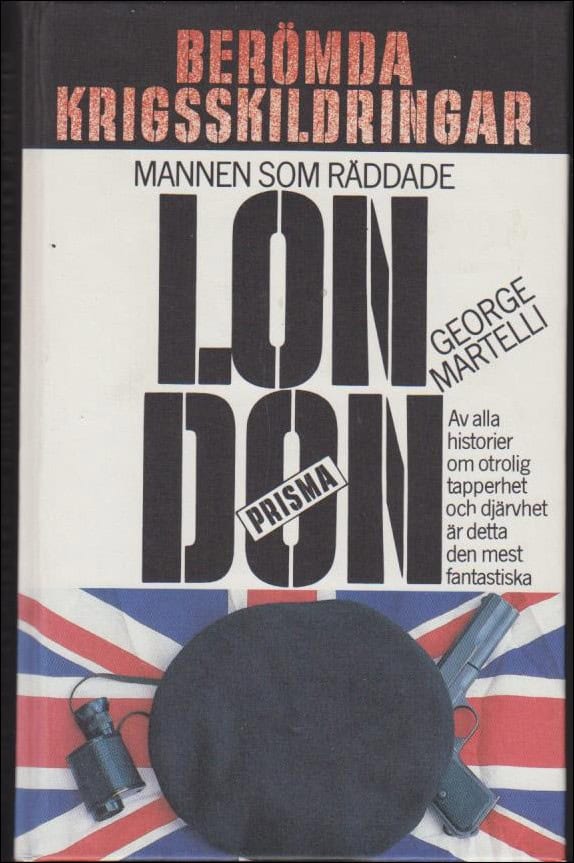 BERÖMDA
KRIGSSKILDRINGAR
MANNEN SOM RÄDDADE
LON
DON
GEORGE
MARTELLI
PRISMA
Av alla
historier
om otrolig
tapperhet
och djärvhet
är detta
den mest
fantastiska